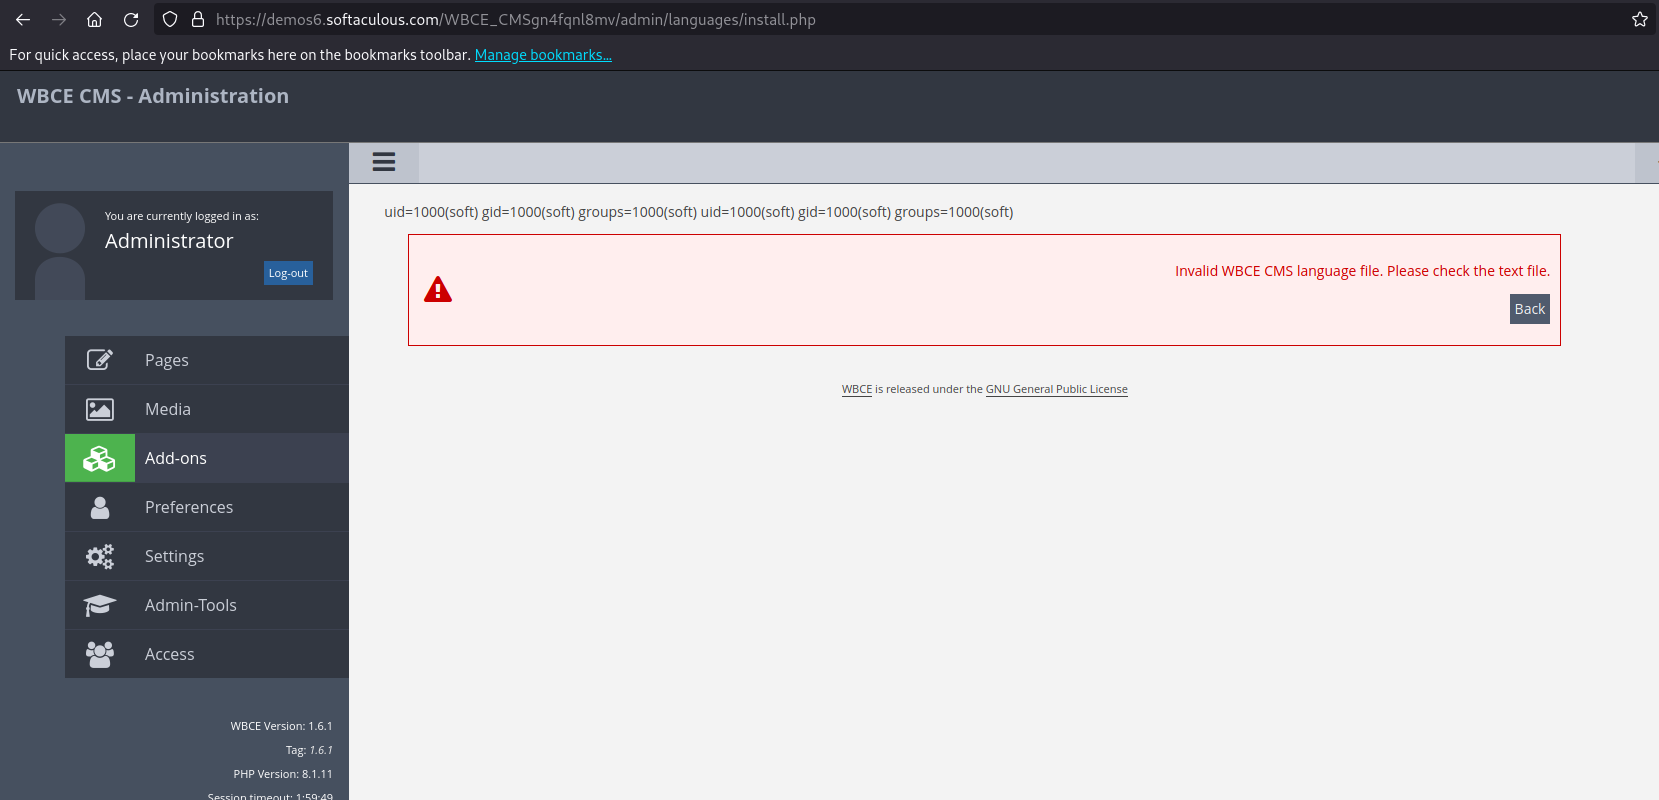 https://demos6.softaculous.com/WBCE_CMSgn4fqnl8mv/admin/languages/install.php
For quick access, place your bookmarks here on the bookmarks toolbar. Manage bookmarks...
WBCE CMS - Administration
You are currently logged in as:
Administrator
Log-out
Pages
Media
Add-ons
Preferences
Settings
Admin-Tools
Access
WBCE Version: 1.6.1
Tag: 1.6.1
PHP Version: 8.1.11
Session timeout: 1:59:49
uid=1000(soft) gid=1000(soft) groups=1000(soft) uid=1000(soft) gid=1000(soft) groups=1000(soft)
Invalid WBCE CMS language file. Please check the text file.
Back
WBCE is released under the GNU General Public License